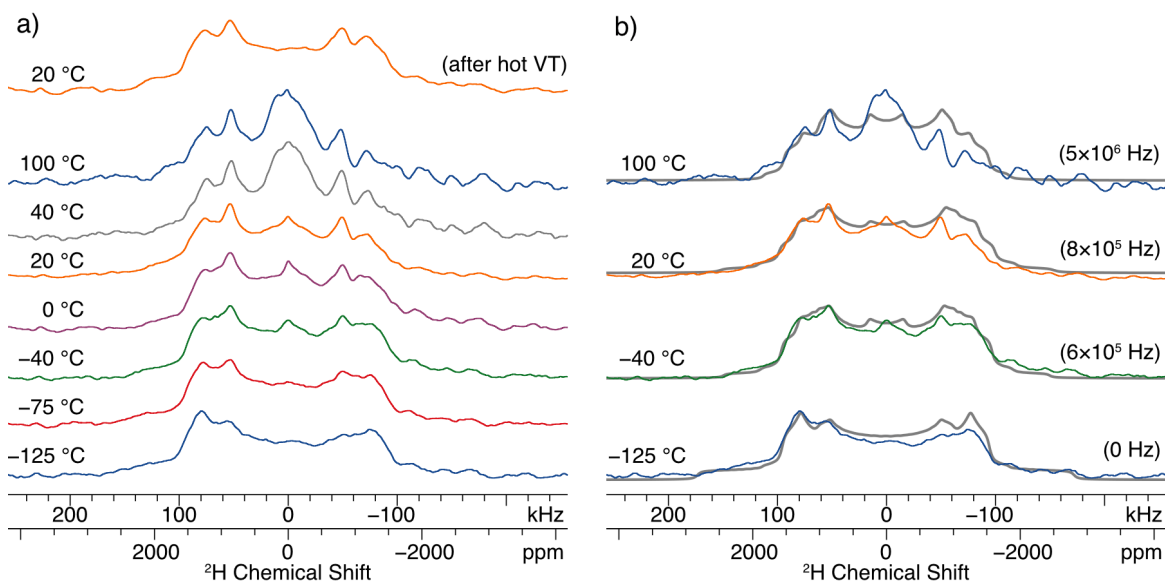 a)
20 °C
(after hot VT)
100 °C
40 °C
20 °C
0 °C
−40 °C
−75 °C
−125 °C
200 100 0 −100 kHz
2000 0 −2000 ppm
²H Chemical Shift
b)
100 °C
(5×10⁶ Hz)
20 °C
(8×10⁵ Hz)
−40 °C
(6×10⁵ Hz)
−125 °C
(0 Hz)
200 100 0 −100 kHz
2000 0 −2000 ppm
²H Chemical Shift